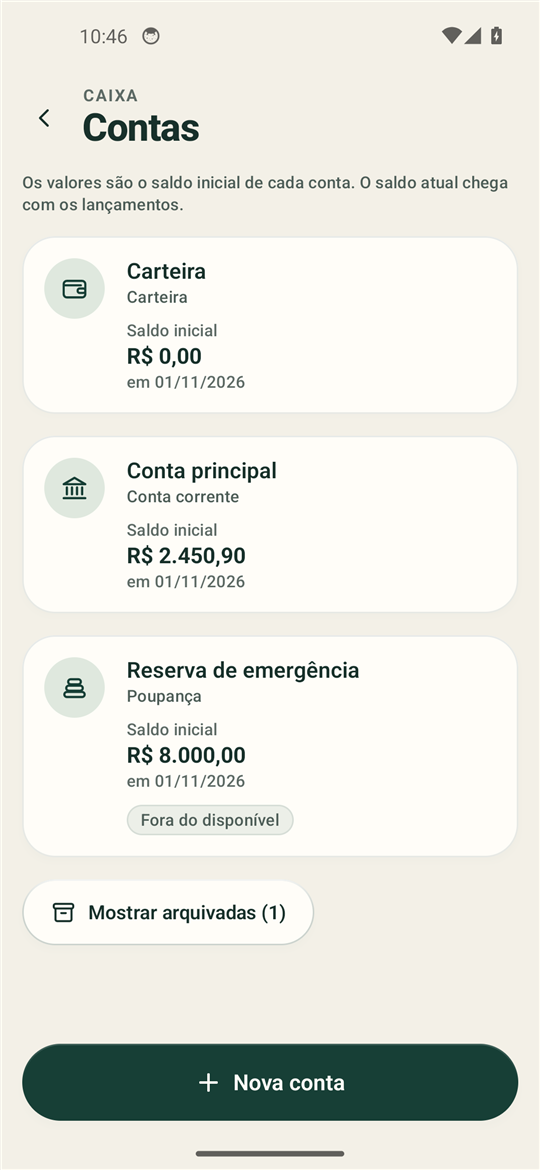 10:46
CAIXA
Contas
Os valores são o saldo inicial de cada conta. O saldo atual chega
com os lançamentos.
Carteira
Carteira
Saldo inicial
R$ 0,00
em 01/11/2026
Conta principal
Conta corrente
Saldo inicial
R$ 2.450,90
em 01/11/2026
Reserva de emergência
Poupança
Saldo inicial
R$ 8.000,00
em 01/11/2026
Fora do disponível
Mostrar arquivadas (1)
Nova conta